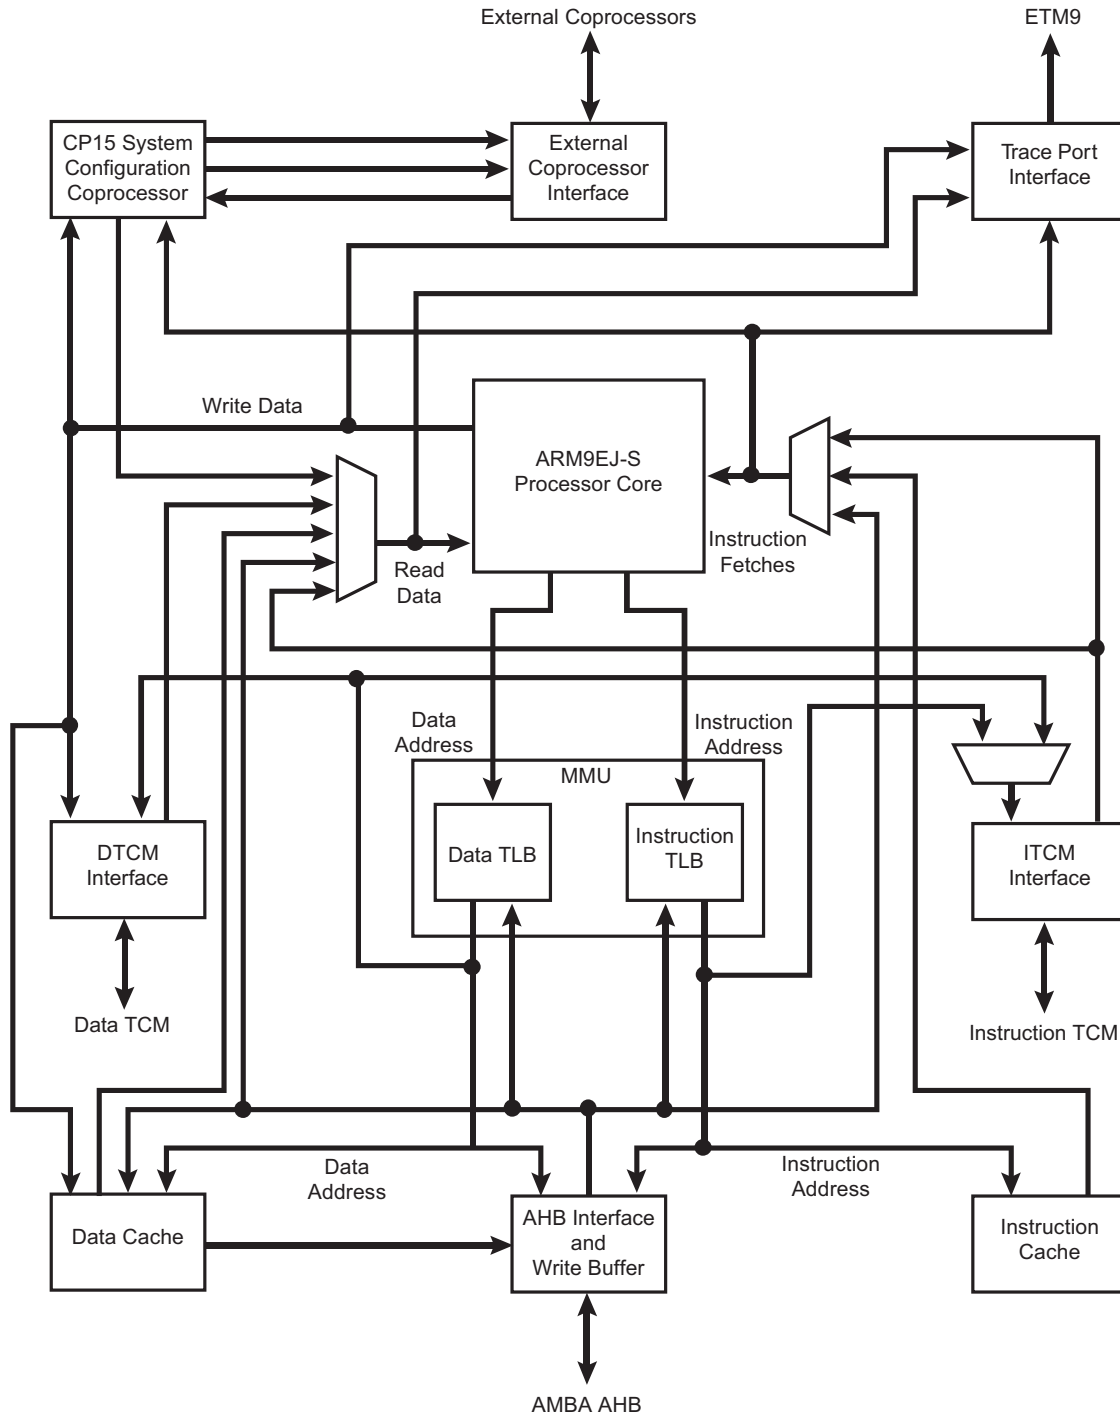 External Coprocessors
ETM9
CP15 System
Configuration
Coprocessor
External
Coprocessor
Interface
Trace Port
Interface
Write Data
ARM9EJ-S
Processor Core
Instruction
Fetches
Read
Data
Data
Address
Instruction
Address
MMU
DTCM
Interface
Data TLB
Instruction
TLB
ITCM
Interface
Data TCM
Instruction TCM
Data
Address
Instruction
Address
Data Cache
AHB Interface
and
Write Buffer
Instruction
Cache
AMBA AHB